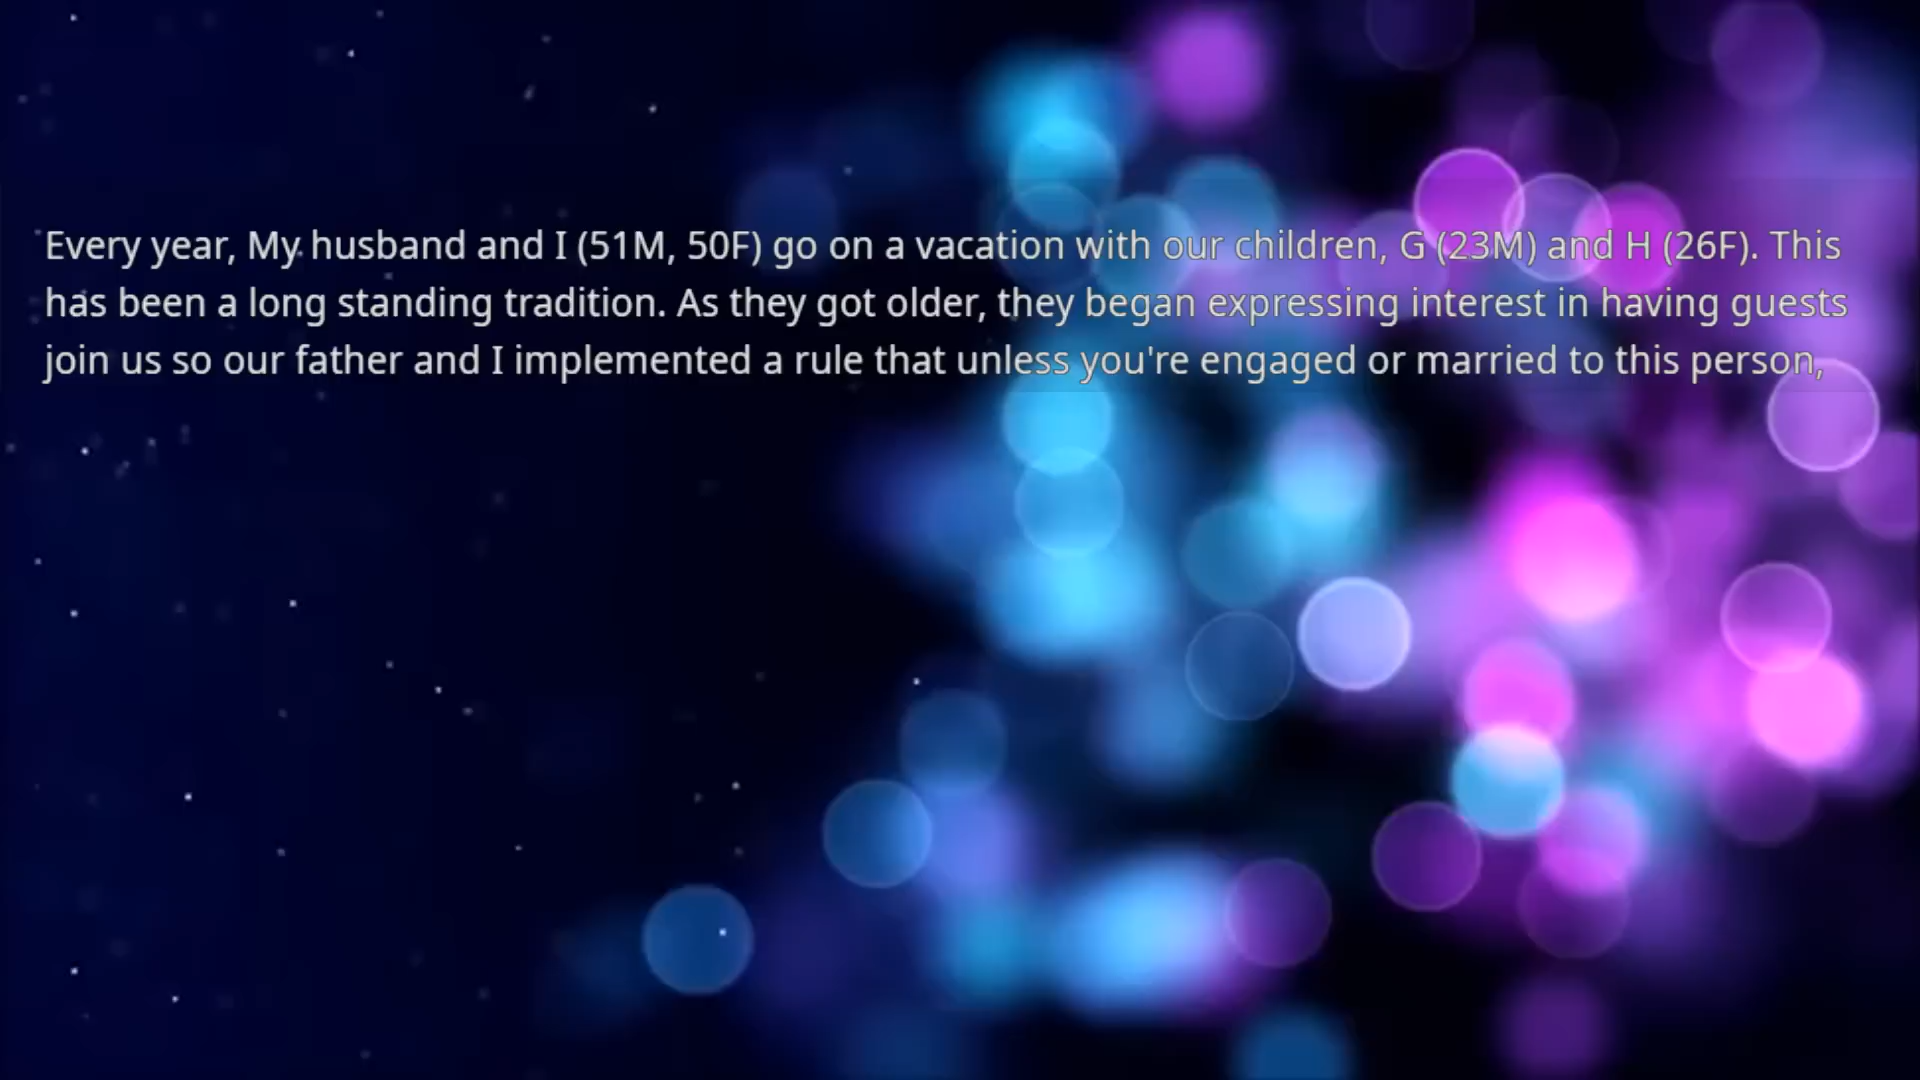 Every year, My husband and I (51M, 50F) go on a vacation with our children, G (23M) and H (26F). This
has been a long standing tradition. As they got older, they began expressing interest in having guests
join us so our father and I implemented a rule that unless you're engaged or married to this person,